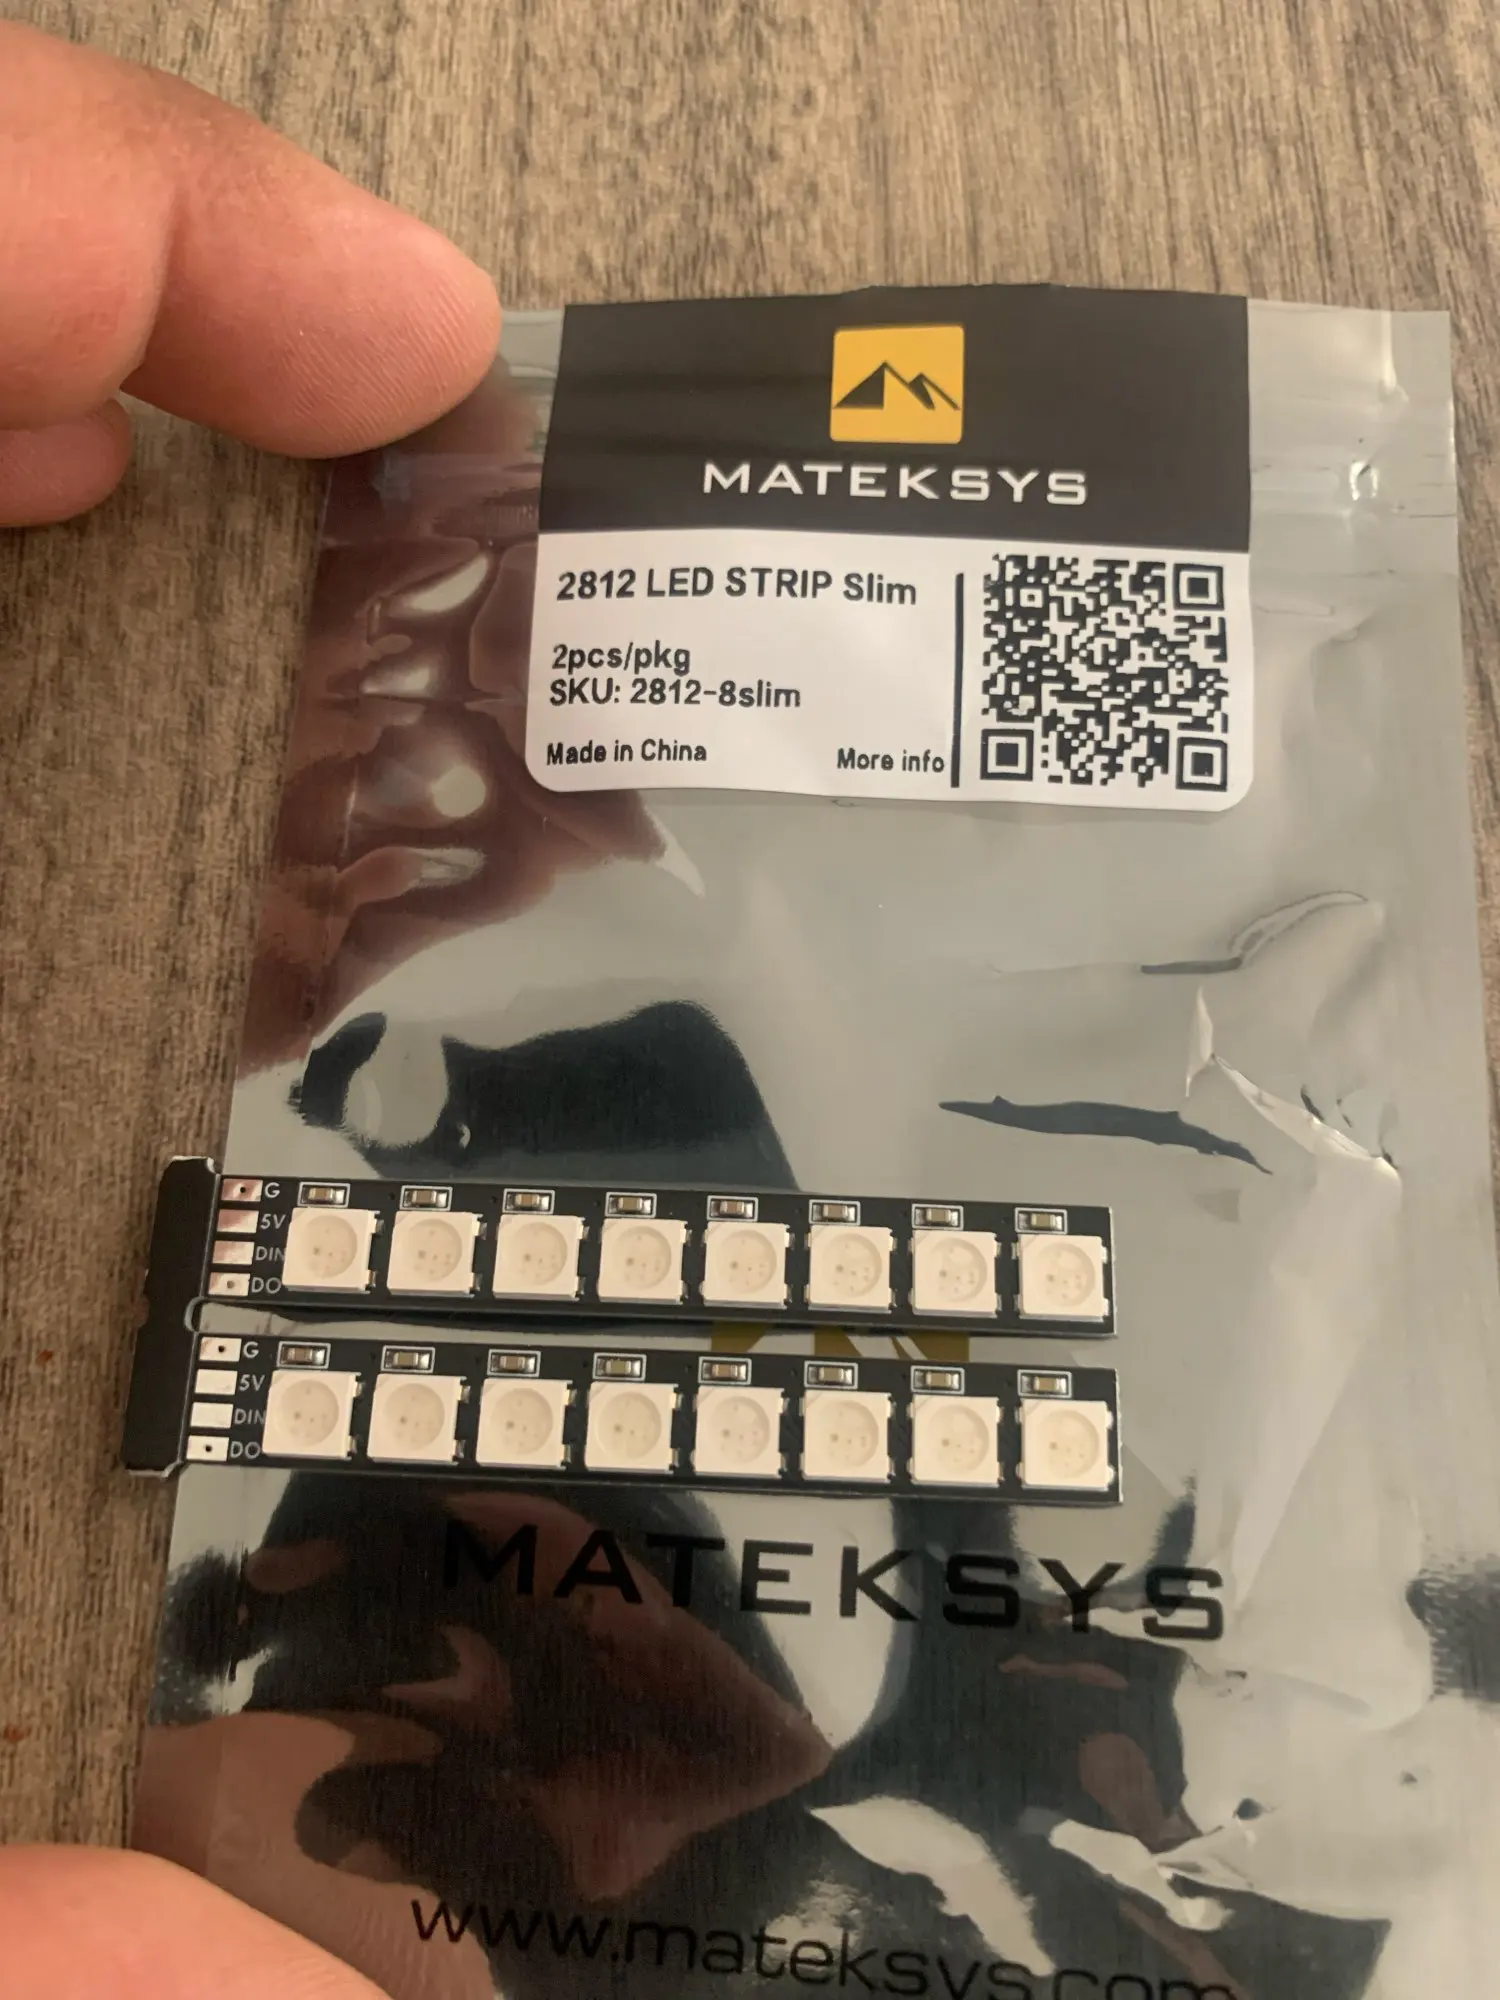 MATEKSYS
2812 LED STRIP Slim
2pcs/pkg
SKU: 2812-8slim
Made in China
More info
G
5V
DIN
DO
G
5V
DIN
DO
MATEKSYS
www.mateksys.com